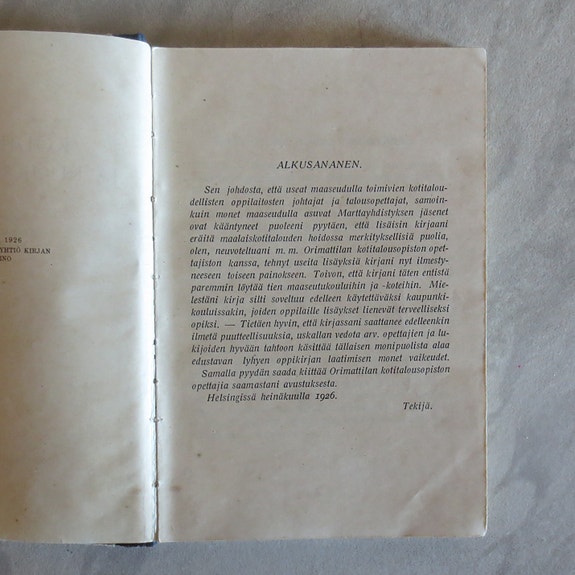 1926
YHTIÖ KIRJAN
INO
ALKUSANANEN.
Sen johdosta, että useat maaseudulla toimivien kotitalou-
dellisten oppilaitosten johtajat ja talousopettajat, samoin-
kuin monet maaseudulla asuvat Marttayhdistyksen jäsenet
ovat kääntyneet puoleeni pyytäen, että lisäisin kirjaani
eräitä maalaiskotitalouden hoidossa merkityksellisiä puolia,
olen, neuvoteltuani m. m. Orimattilan kotitalousopiston opet-
tajiston kanssa, tehnyt useita lisäyksiä kirjani nyt ilmesty-
neeseen toiseen painokseen. Toivon, että kirjani täten entistä
paremmin löytää tien maaseutukouluihin ja -koteihin. Mie-
lestäni kirja silti soveltuu edelleen käytettäväksi kaupunki-
kouluissakin, joiden oppilaille lisäykset lienevät terveelliseksi
opiksi. — Tietäen hyvin, että kirjassani saattanee edelleenkin
ilmetä puutteellisuuksia, uskallan vedota arv. opettajien ja lu-
kijoiden hyvään tahtoon käsittää tällaisen monipuolista alaa
edustavan lyhyen oppikirjan laatimisen monet vaikeudet.
Samalla pyydän saada kiittää Orimattilan kotitalousopiston
opettajia saamastani avustuksesta.
Helsingissä heinäkuulla 1926.
Tekijä.